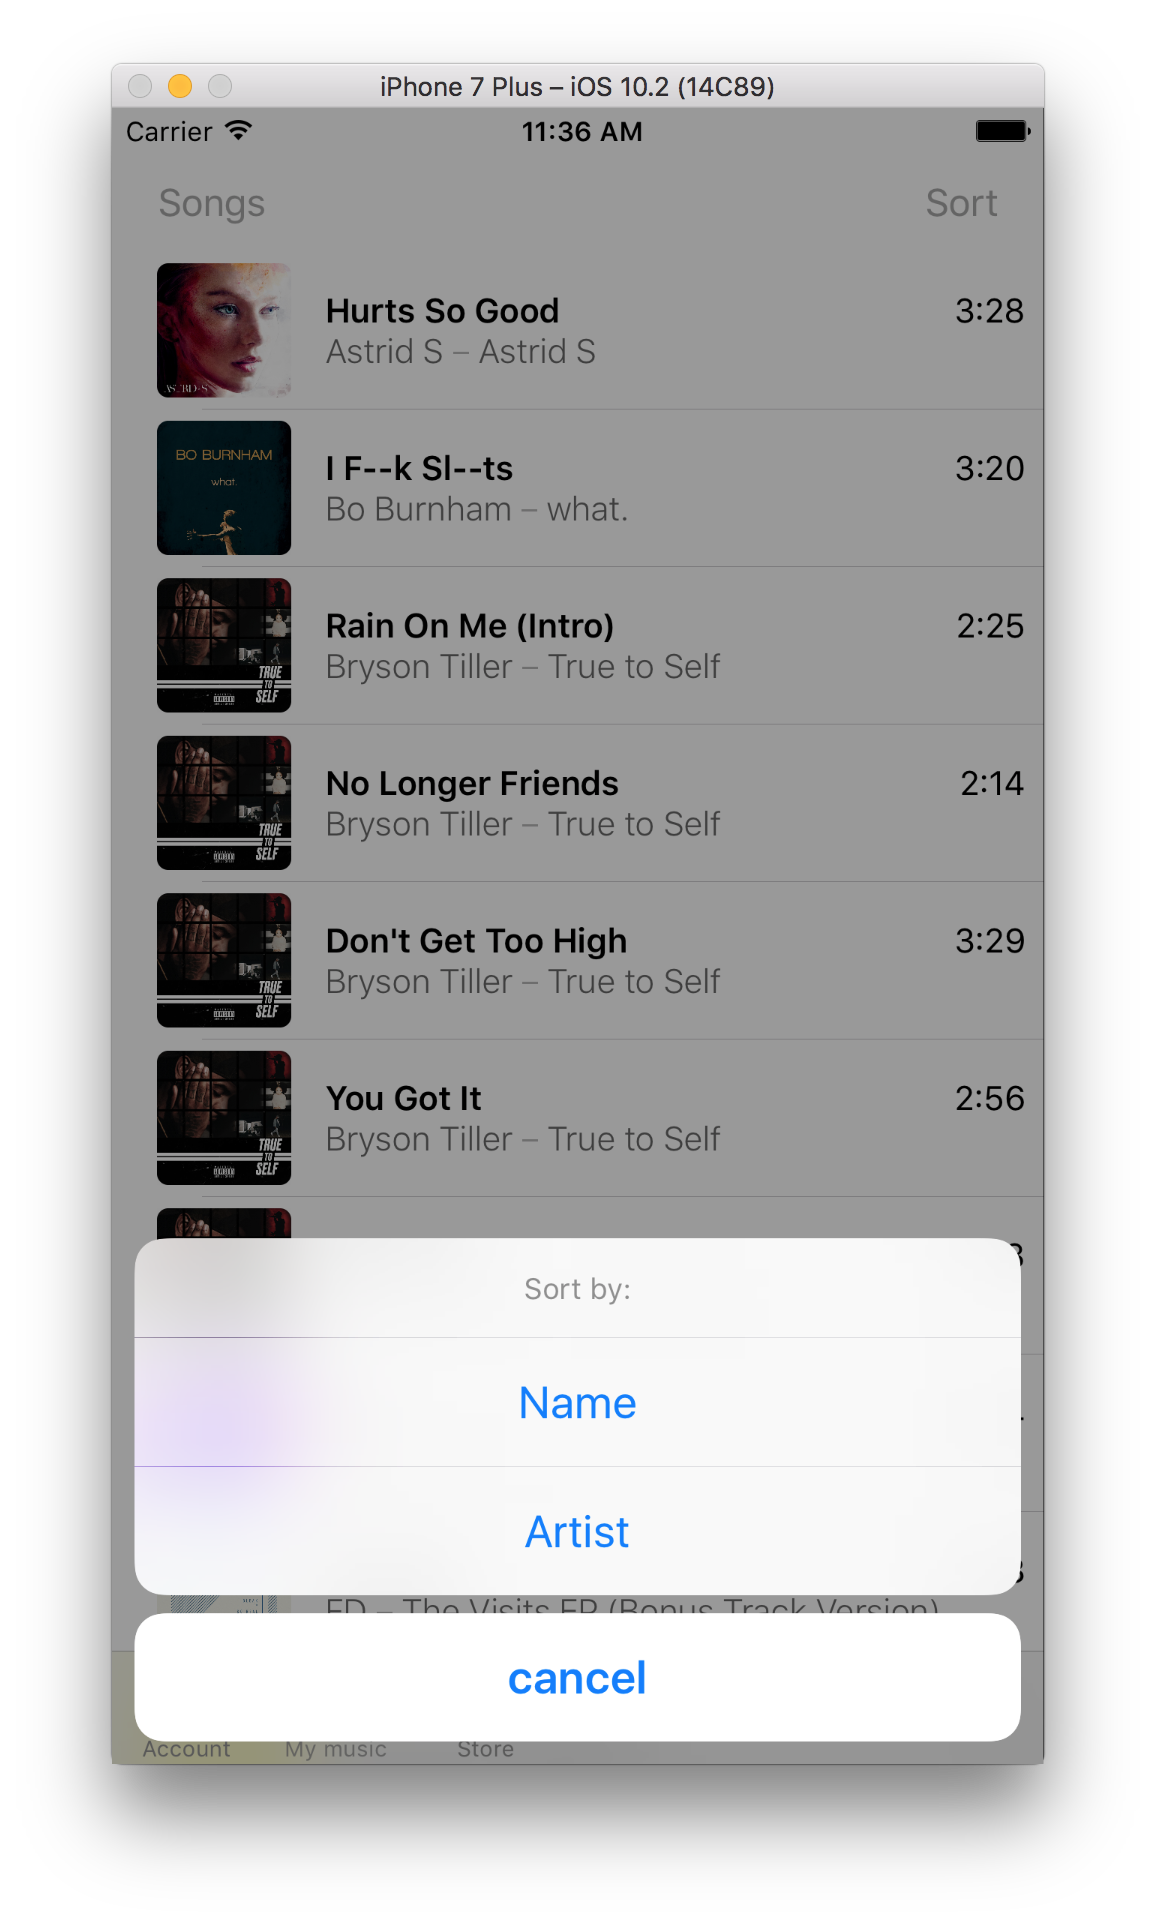 iPhone 7 Plus – iOS 10.2 (14C89)
Carrier 11:36 AM
Songs Sort
ASTRID S
Hurts So Good 3:28
Astrid S – Astrid S
BO BURNHAM
what.
I F--k Sl--ts 3:20
Bo Burnham – what.
Rain On Me (Intro) 2:25
Bryson Tiller – True to Self
TRUE
TO
SELF
No Longer Friends 2:14
Bryson Tiller – True to Self
TRUE
TO
SELF
Don't Get Too High 3:29
Bryson Tiller – True to Self
TRUE
TO
SELF
You Got It 2:56
Bryson Tiller – True to Self
TRUE
TO
SELF
Sort by:
Name
Artist
ED – The Visits EP (Bonus Track Version)
cancel
Account My music Store